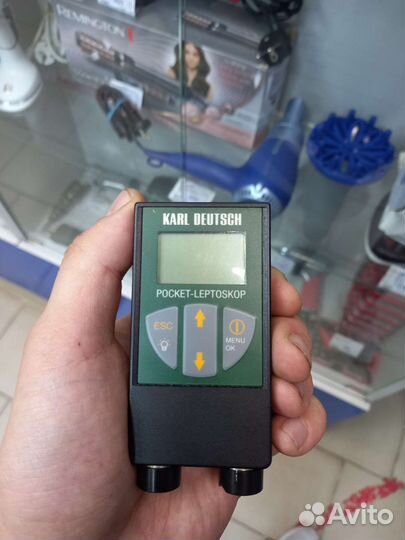 REMINGTON
KARL DEUTSCH
POCKET-LEPTOSKOP
ESC
MENU
OK
Avito